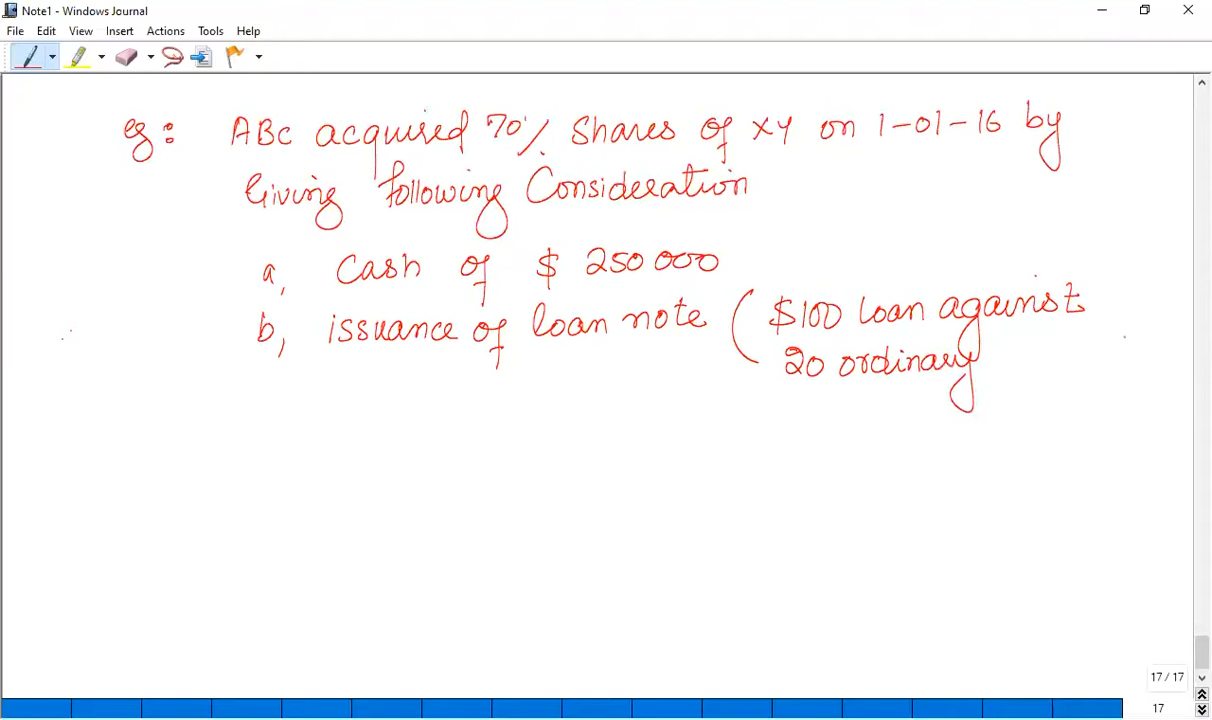 Note1 - Windows Journal
File Edit View Insert Actions Tools Help
eg: ABC acquired 70% Shares of XY on 1-01-16 by
Giving following Consideration
a, Cash of $ 250 000
b, issuance of loan note ( $100 loan against
20 ordinary
17 / 17
17